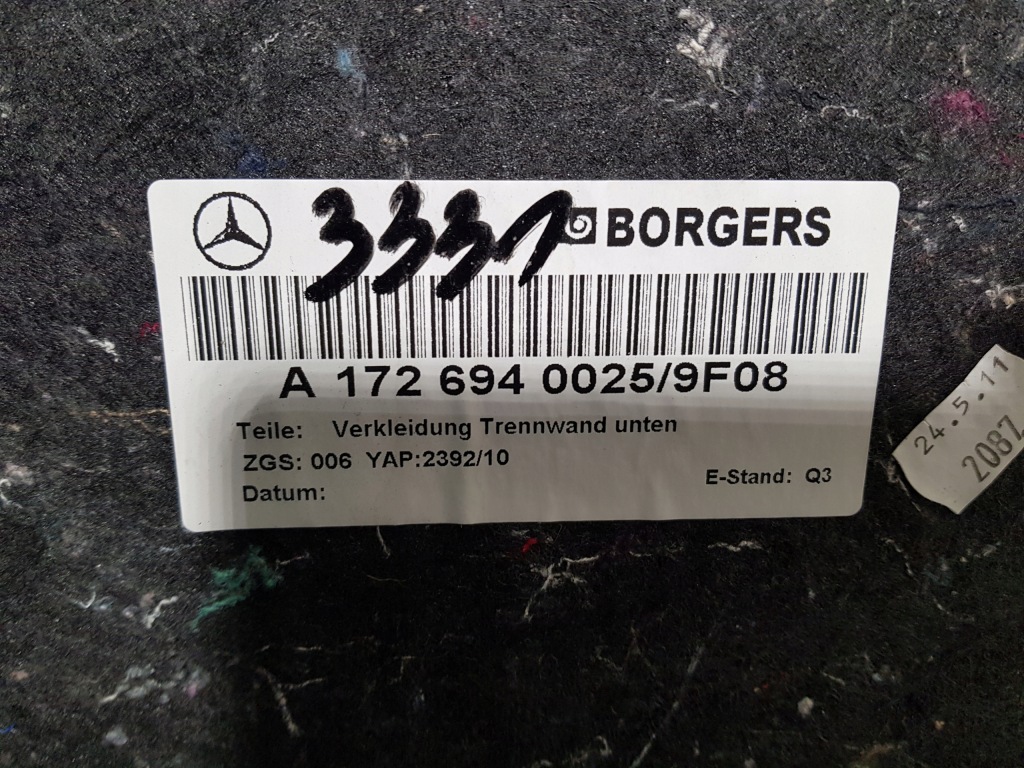 3331
BORGERS
A 172 694 0025/9F08
Teile: Verkleidung Trennwand unten
ZGS: 006 YAP:2392/10
E-Stand: Q3
Datum:
24.5.11
2087